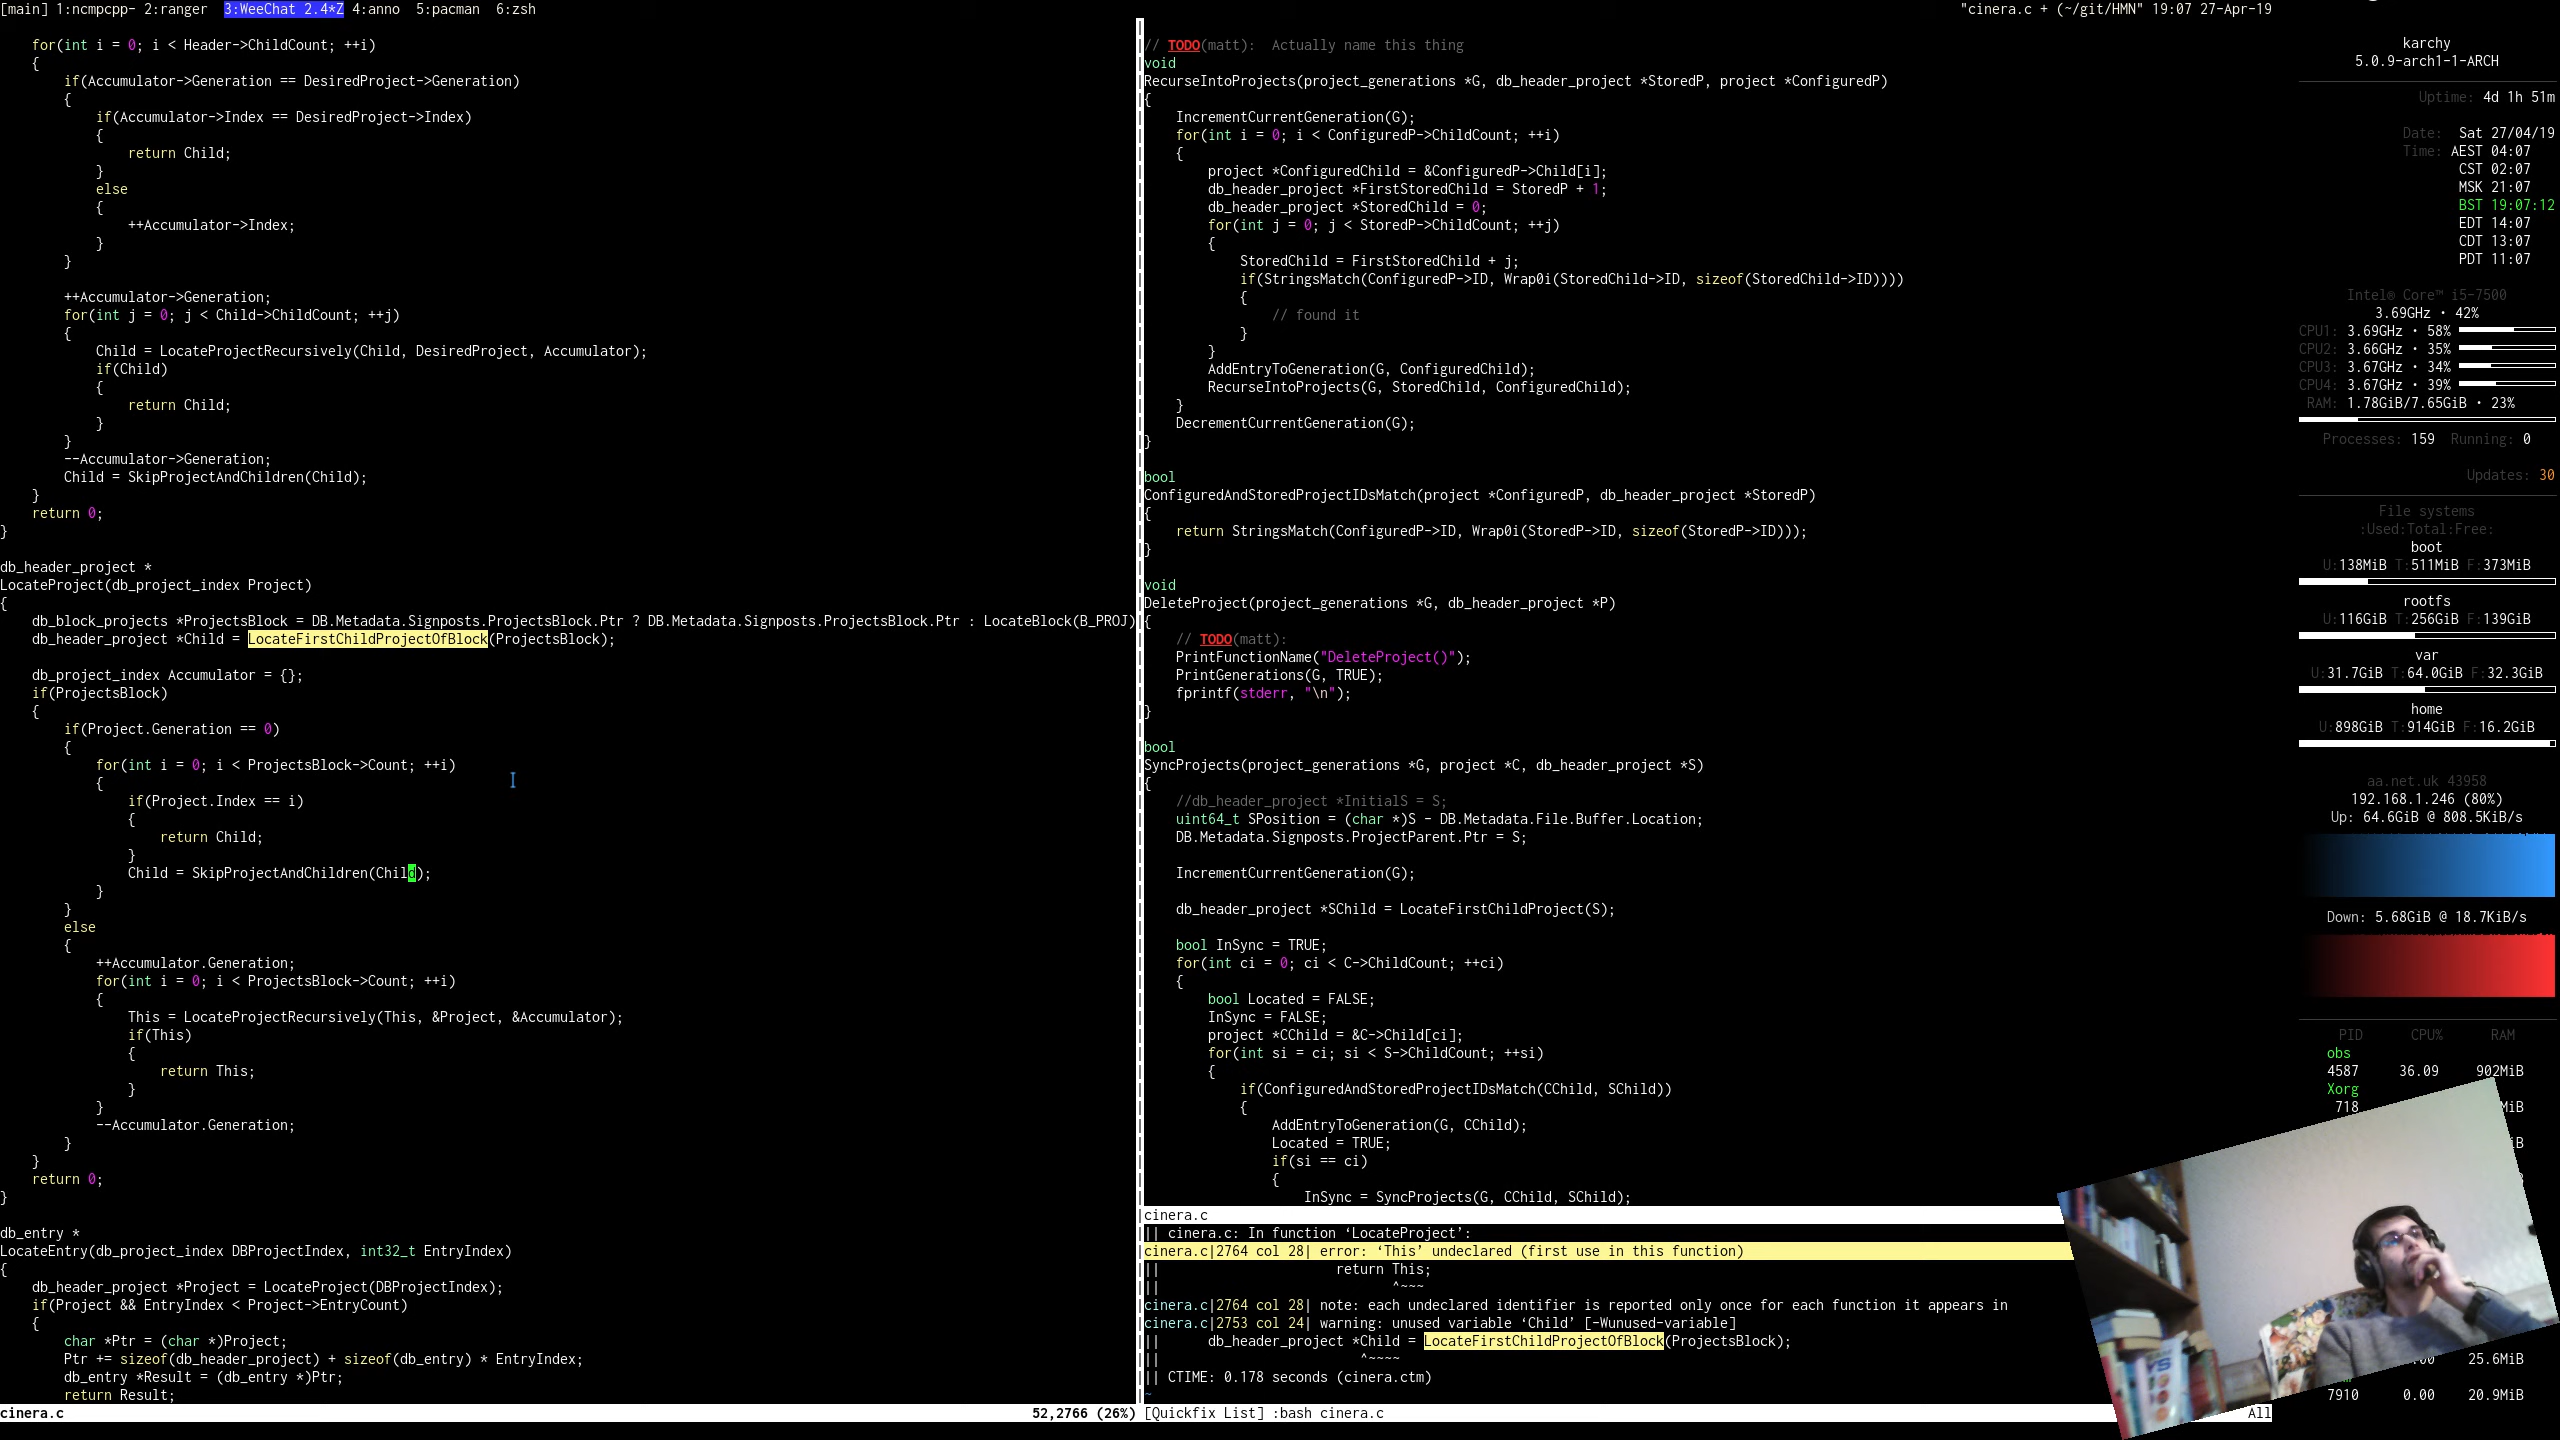 [main] 1:ncmpcpp- 2:ranger  3:WeeChat 2.4*Z 4:anno  5:pacman  6:zsh
"cinera.c + (~/git/HMN" 19:07 27-Apr-19
    for(int i = 0; i < Header->ChildCount; ++i)
    {
        if(Accumulator->Generation == DesiredProject->Generation)
        {
            if(Accumulator->Index == DesiredProject->Index)
            {
                return Child;
            }
            else
            {
                ++Accumulator->Index;
            }
        }
        ++Accumulator->Generation;
        for(int j = 0; j < Child->ChildCount; ++j)
        {
            Child = LocateProjectRecursively(Child, DesiredProject, Accumulator);
            if(Child)
            {
                return Child;
            }
        }
        --Accumulator->Generation;
        Child = SkipProjectAndChildren(Child);
    }
    return 0;
}
db_header_project *
LocateProject(db_project_index Project)
{
    db_block_projects *ProjectsBlock = DB.Metadata.Signposts.ProjectsBlock.Ptr ? DB.Metadata.Signposts.ProjectsBlock.Ptr : LocateBlock(B_PROJ)
    db_header_project *Child = LocateFirstChildProjectOfBlock(ProjectsBlock);
    db_project_index Accumulator = {};
    if(ProjectsBlock)
    {
        if(Project.Generation == 0)
        {
            for(int i = 0; i < ProjectsBlock->Count; ++i)
            {
                if(Project.Index == i)
                {
                    return Child;
                }
                Child = SkipProjectAndChildren(Child);
            }
        }
        else
        {
            ++Accumulator.Generation;
            for(int i = 0; i < ProjectsBlock->Count; ++i)
            {
                This = LocateProjectRecursively(This, &Project, &Accumulator);
                if(This)
                {
                    return This;
                }
            }
            --Accumulator.Generation;
        }
    }
    return 0;
}
db_entry *
LocateEntry(db_project_index DBProjectIndex, int32_t EntryIndex)
{
    db_header_project *Project = LocateProject(DBProjectIndex);
    if(Project && EntryIndex < Project->EntryCount)
    {
        char *Ptr = (char *)Project;
        Ptr += sizeof(db_header_project) + sizeof(db_entry) * EntryIndex;
        db_entry *Result = (db_entry *)Ptr;
        return Result;
cinera.c 52,2766 (26%)
// TODO(matt):  Actually name this thing
void
RecurseIntoProjects(project_generations *G, db_header_project *StoredP, project *ConfiguredP)
{
    IncrementCurrentGeneration(G);
    for(int i = 0; i < ConfiguredP->ChildCount; ++i)
    {
        project *ConfiguredChild = &ConfiguredP->Child[i];
        db_header_project *FirstStoredChild = StoredP + 1;
        db_header_project *StoredChild = 0;
        for(int j = 0; j < StoredP->ChildCount; ++j)
        {
            StoredChild = FirstStoredChild + j;
            if(StringsMatch(ConfiguredP->ID, Wrap0i(StoredChild->ID, sizeof(StoredChild->ID))))
            {
                // found it
            }
        }
        AddEntryToGeneration(G, ConfiguredChild);
        RecurseIntoProjects(G, StoredChild, ConfiguredChild);
    }
    DecrementCurrentGeneration(G);
}
bool
ConfiguredAndStoredProjectIDsMatch(project *ConfiguredP, db_header_project *StoredP)
{
    return StringsMatch(ConfiguredP->ID, Wrap0i(StoredP->ID, sizeof(StoredP->ID)));
}
void
DeleteProject(project_generations *G, db_header_project *P)
{
    // TODO(matt):
    PrintFunctionName("DeleteProject()");
    PrintGenerations(G, TRUE);
    fprintf(stderr, "\n");
}
bool
SyncProjects(project_generations *G, project *C, db_header_project *S)
{
    //db_header_project *InitialS = S;
    uint64_t SPosition = (char *)S - DB.Metadata.File.Buffer.Location;
    DB.Metadata.Signposts.ProjectParent.Ptr = S;
    IncrementCurrentGeneration(G);
    db_header_project *SChild = LocateFirstChildProject(S);
    bool InSync = TRUE;
    for(int ci = 0; ci < C->ChildCount; ++ci)
    {
        bool Located = FALSE;
        InSync = FALSE;
        project *CChild = &C->Child[ci];
        for(int si = ci; si < S->ChildCount; ++si)
        {
            if(ConfiguredAndStoredProjectIDsMatch(CChild, SChild))
            {
                AddEntryToGeneration(G, CChild);
                Located = TRUE;
                if(si == ci)
                {
                    InSync = SyncProjects(G, CChild, SChild);
cinera.c
|| cinera.c: In function ‘LocateProject’:
cinera.c|2764 col 28| error: ‘This’ undeclared (first use in this function)
||                      return This;
||                             ^~~~
cinera.c|2764 col 28| note: each undeclared identifier is reported only once for each function it appears in
cinera.c|2753 col 24| warning: unused variable ‘Child’ [-Wunused-variable]
||      db_header_project *Child = LocateFirstChildProjectOfBlock(ProjectsBlock);
||                         ^~~~~
|| CTIME: 0.178 seconds (cinera.ctm)
~
[Quickfix List] :bash cinera.c All
karchy
5.0.9-arch1-1-ARCH
Uptime: 4d 1h 51m
Date: Sat 27/04/19
Time: AEST 04:07
CST 02:07
MSK 21:07
BST 19:07:12
EDT 14:07
CDT 13:07
PDT 11:07
Intel® Core™ i5-7500
3.69GHz • 42%
CPU1: 3.69GHz • 58%
CPU2: 3.66GHz • 35%
CPU3: 3.67GHz • 34%
CPU4: 3.67GHz • 39%
RAM: 1.78GiB/7.65GiB • 23%
Processes: 159  Running: 0
Updates: 30
File systems
:Used:Total:Free:
boot
U:138MiB T:511MiB F:373MiB
rootfs
U:116GiB T:256GiB F:139GiB
var
U:31.7GiB T:64.0GiB F:32.3GiB
home
U:898GiB T:914GiB F:16.2GiB
aa.net.uk 43958
192.168.1.246 (80%)
Up: 64.6GiB @ 808.5KiB/s
Down: 5.68GiB @ 18.7KiB/s
PID CPU% RAM
obs
4587 36.09 902MiB
Xorg
718
25.6MiB
7910 0.00 20.9MiB